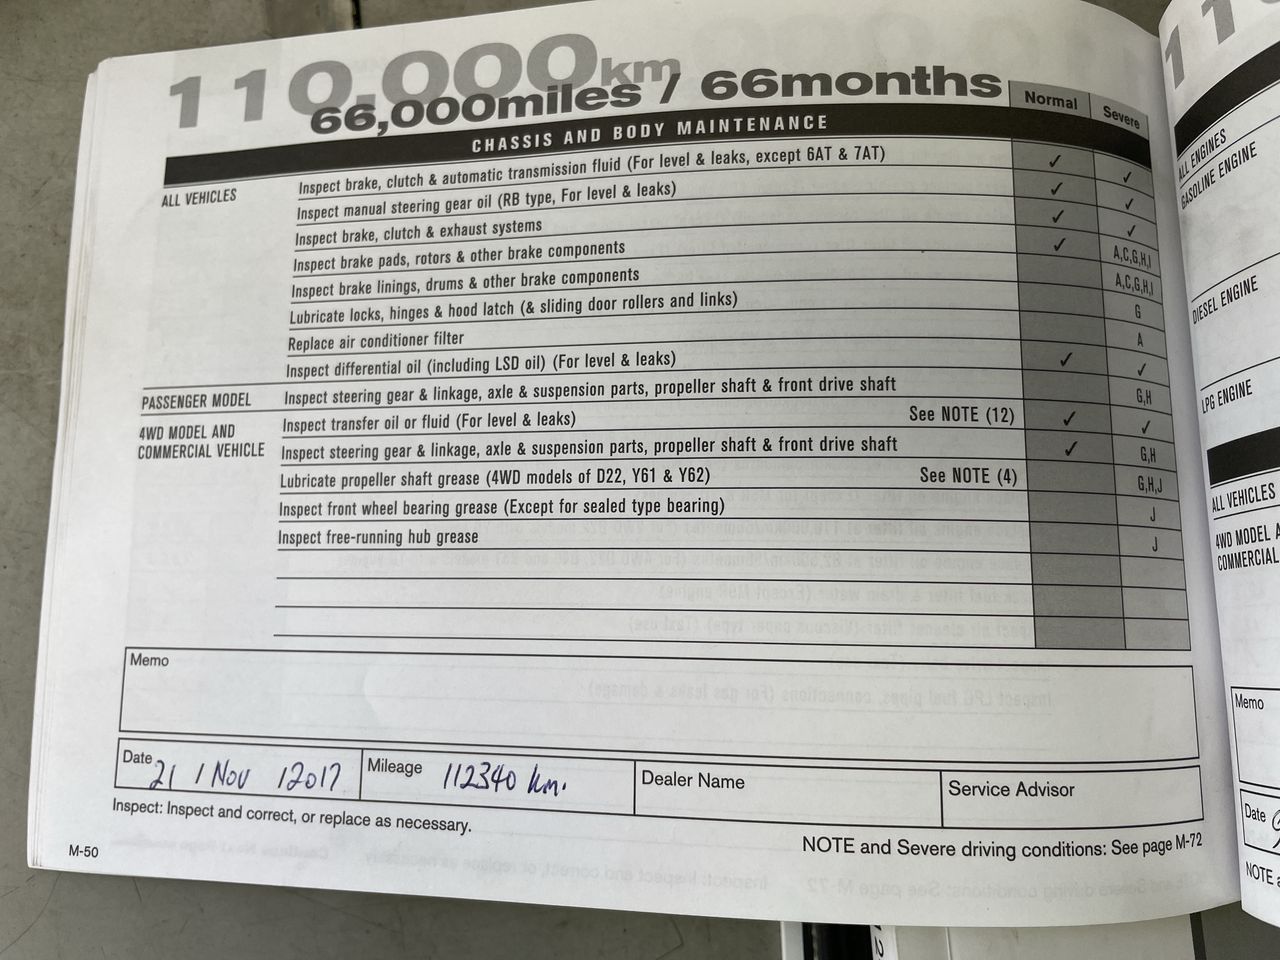 110,000km
66,000miles / 66months
Normal Severe
CHASSIS AND BODY MAINTENANCE
ALL VEHICLES Inspect brake, clutch & automatic transmission fluid (For level & leaks, except 6AT & 7AT) ✓ ✓
Inspect manual steering gear oil (RB type, For level & leaks) ✓ ✓
Inspect brake, clutch & exhaust systems ✓ ✓
Inspect brake pads, rotors & other brake components ✓ A,C,G,H,I
Inspect brake linings, drums & other brake components A,C,G,H,I
Lubricate locks, hinges & hood latch (& sliding door rollers and links) G
Replace air conditioner filter A
Inspect differential oil (including LSD oil) (For level & leaks) ✓ ✓
PASSENGER MODEL Inspect steering gear & linkage, axle & suspension parts, propeller shaft & front drive shaft G,H
4WD MODEL AND COMMERCIAL VEHICLE Inspect transfer oil or fluid (For level & leaks) See NOTE (12) ✓ ✓
Inspect steering gear & linkage, axle & suspension parts, propeller shaft & front drive shaft ✓ G,H
Lubricate propeller shaft grease (4WD models of D22, Y61 & Y62) See NOTE (4) G,H,J
Inspect front wheel bearing grease (Except for sealed type bearing) J
Inspect free-running hub grease J
Memo
Date 21 / Nov / 2017 Mileage 112340 km. Dealer Name Service Advisor
Inspect: Inspect and correct, or replace as necessary.
NOTE and Severe driving conditions: See page M-72
M-50
11
ALL ENGINES
GASOLINE ENGINE
DIESEL ENGINE
LPG ENGINE
ALL VEHICLES
4WD MODEL
COMMERCIAL
Memo
Date
NOTE